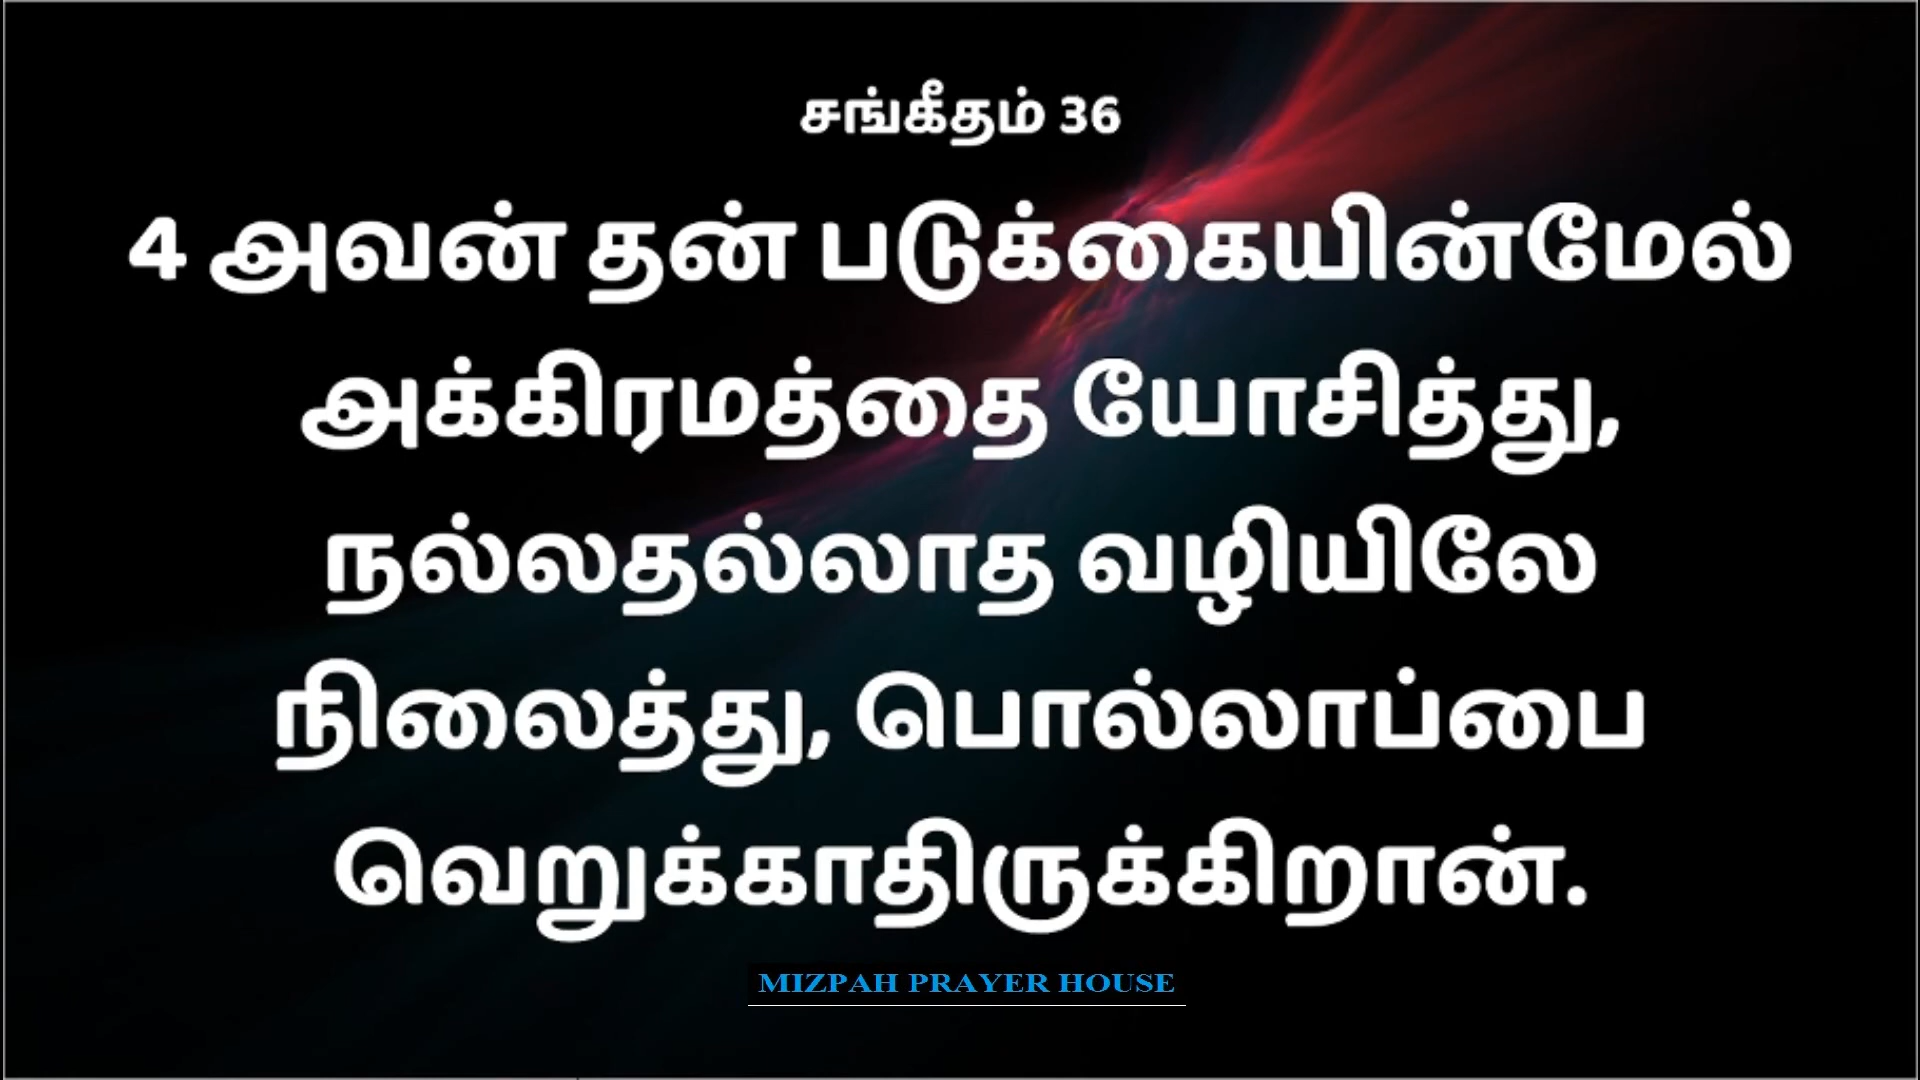 சங்கீதம் 36
4 அவன் தன் படுக்கையின்மேல்
அக்கிரமத்தை யோசித்து,
நல்லதல்லாத வழியிலே
நிலைத்து, பொல்லாப்பை
வெறுக்காதிருக்கிறான்.
MIZPAH PRAYER HOUSE